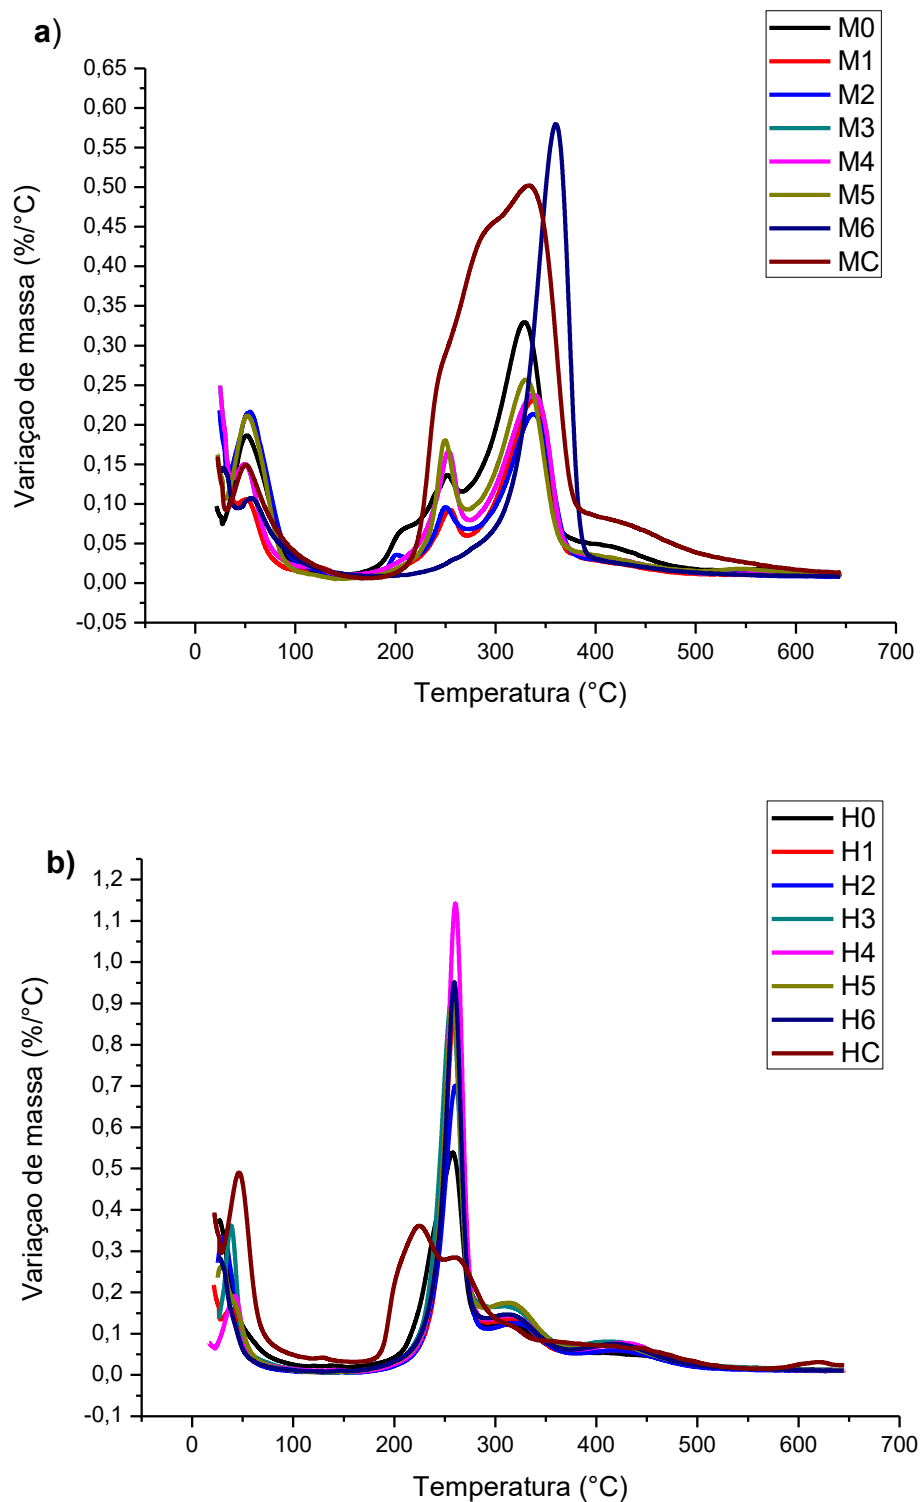 a)
M0
M1
M2
M3
M4
M5
M6
MC
0,65
0,60
0,55
0,50
0,45
0,40
0,35
0,30
0,25
0,20
0,15
0,10
0,05
0,00
-0,05
Variaçao de massa (%/°C)
0 100 200 300 400 500 600 700
Temperatura (°C)
b)
H0
H1
H2
H3
H4
H5
H6
HC
1,2
1,1
1,0
0,9
0,8
0,7
0,6
0,5
0,4
0,3
0,2
0,1
0,0
-0,1
Variaçao de massa (%/°C)
0 100 200 300 400 500 600 700
Temperatura (°C)